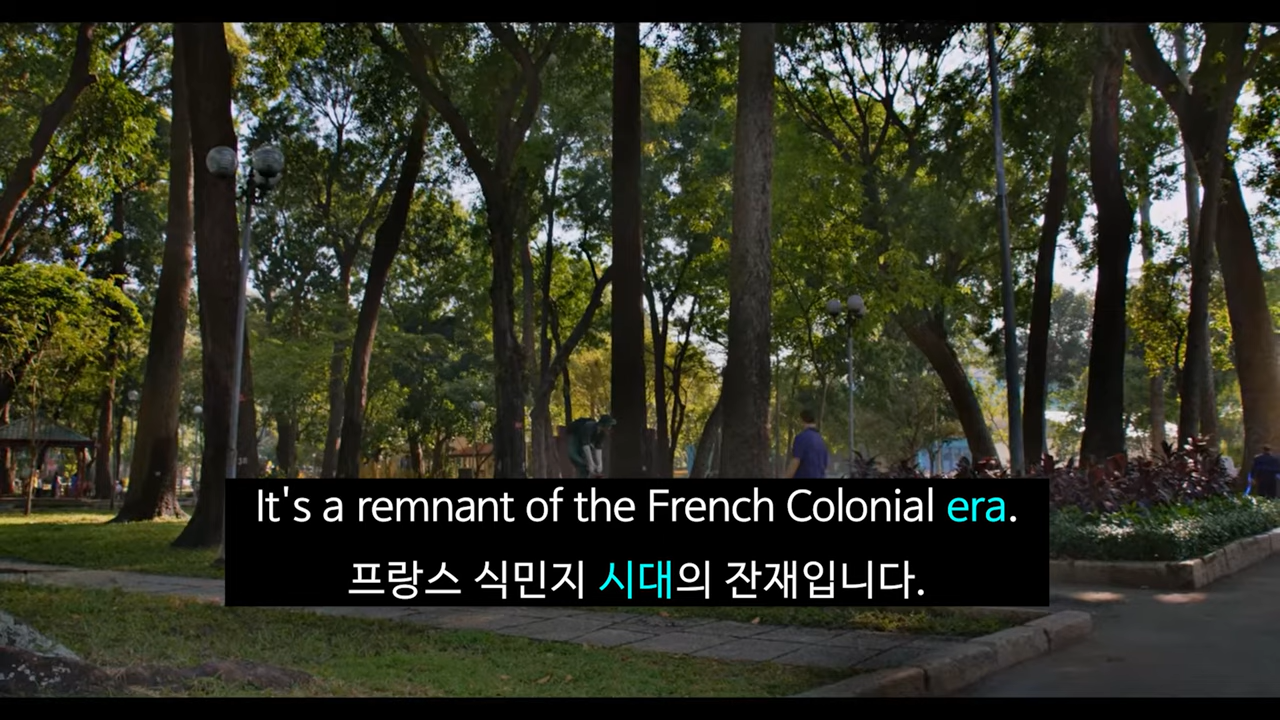 It's a remnant of the French Colonial era.
프랑스 식민지 시대의 잔재입니다.